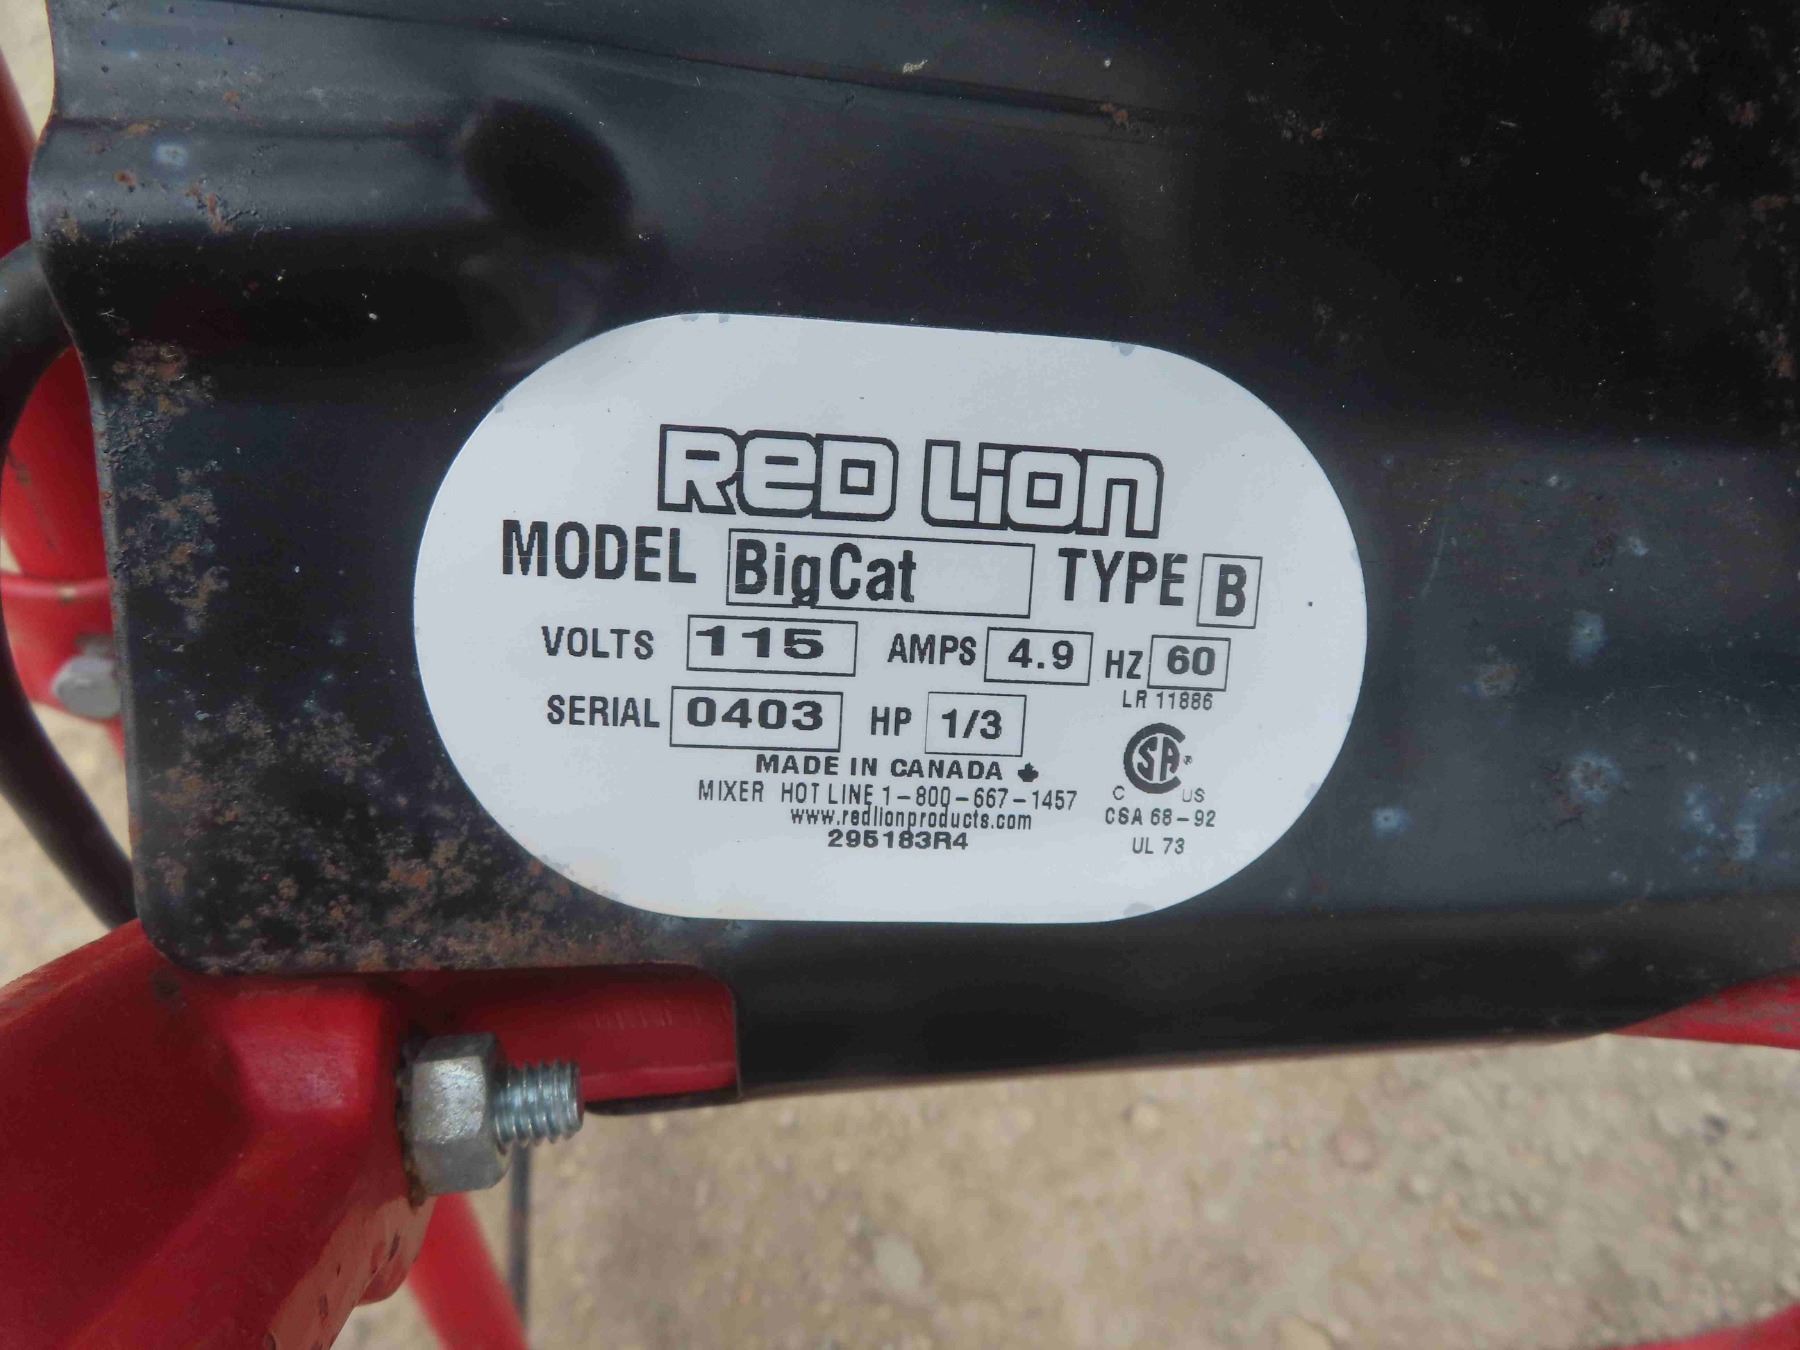 RED LION
MODEL BigCat TYPE B
VOLTS 115 AMPS 4.9 HZ 60
LR 11886
SERIAL 0403 HP 1/3
MADE IN CANADA
MIXER HOT LINE 1-800-667-1457
www.redlionproducts.com
295183R4
SA
C US
CSA 68-92
UL 73